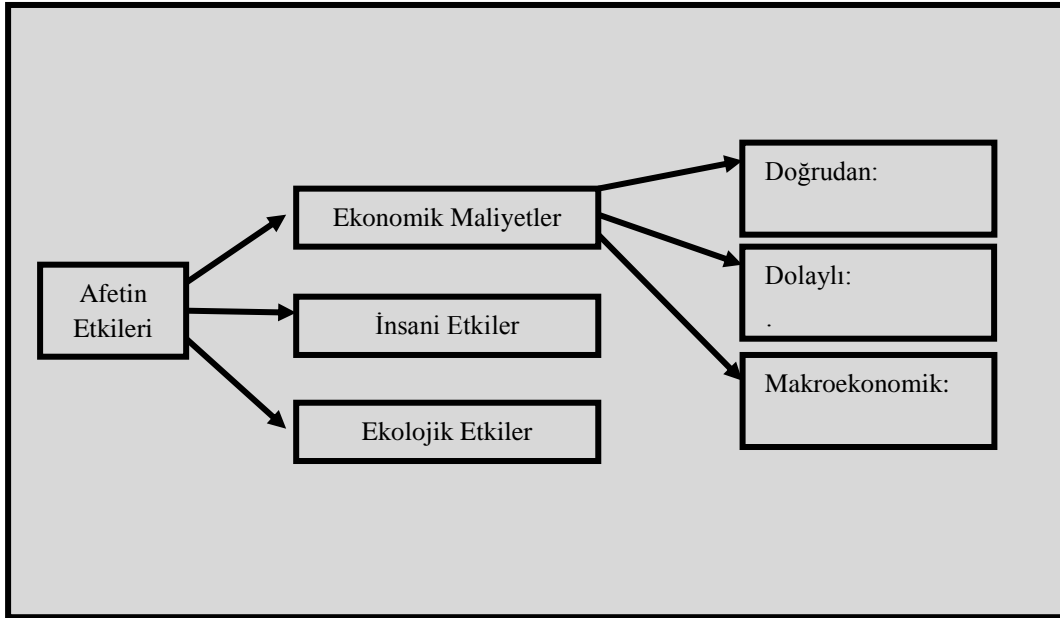 Afetin
Etkileri
Ekonomik Maliyetler
İnsani Etkiler
Ekolojik Etkiler
Doğrudan:
Dolaylı:
.
Makroekonomik: